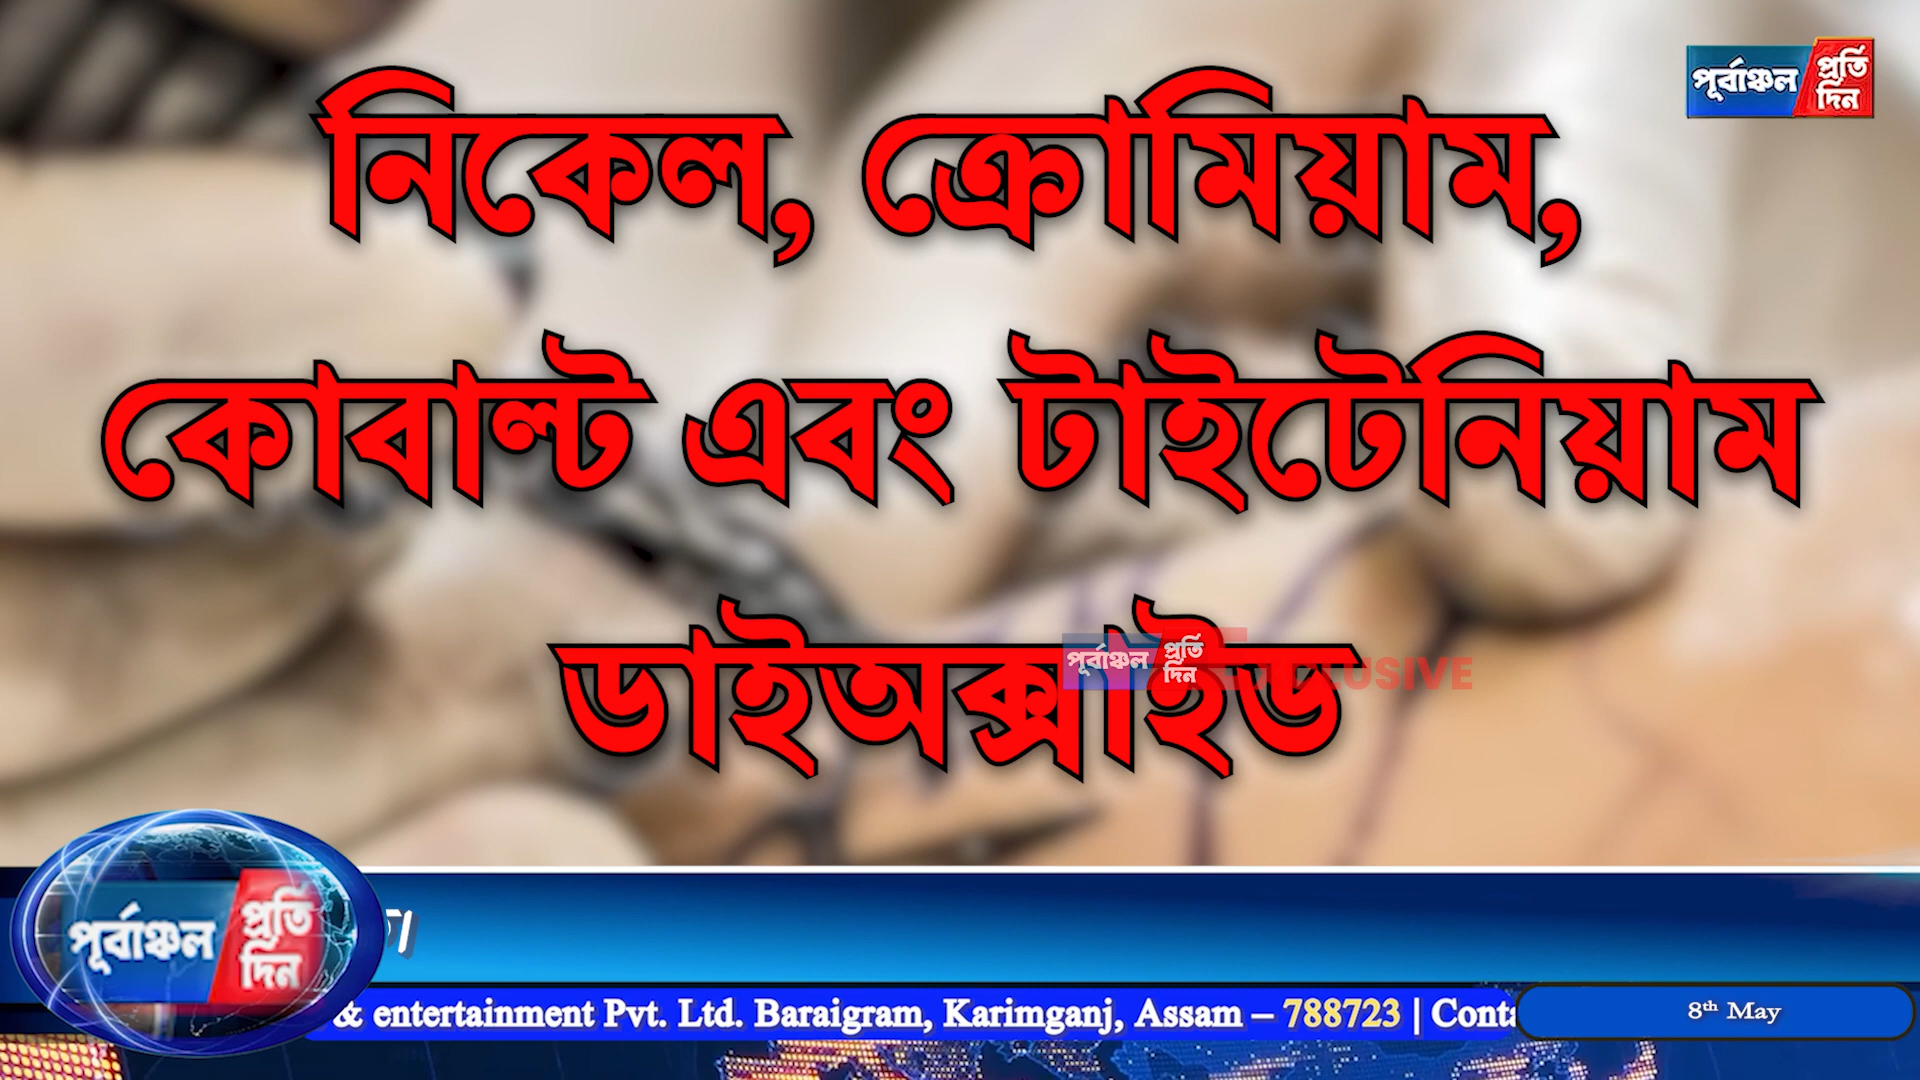 পূর্বাঞ্চল প্রতিদিন
নিকেল, ক্রোমিয়াম,
কোবাল্ট এবং টাইটেনিয়াম
ডাইঅক্সাইড
পূর্বাঞ্চল প্রতিদিন
পূর্বাঞ্চল প্রতিদিন
& entertainment Pvt. Ltd. Baraigram, Karimganj, Assam – 788723 |
8th May